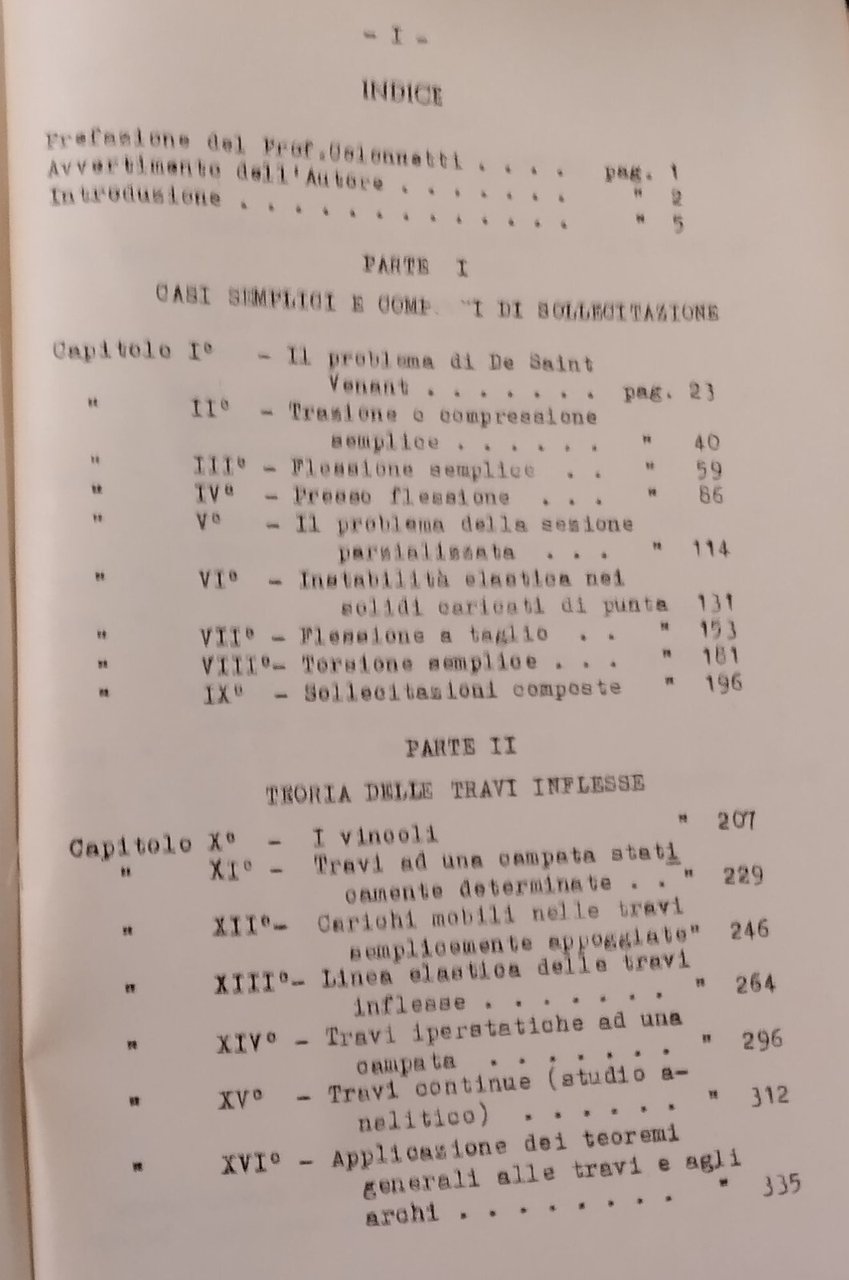 - I -
INDICE
Prefazione del Prof. Colonnetti . . . . pag. 1
Avvertimento dell'Autore . . . . . . . " 2
Introduzione . . . . . . . . . . . . . " 5
PARTE I
CASI SEMPLICI E COMP I DI SOLLECITAZIONE
Capitolo I° - Il problema di De Saint
Venant . . . . . . . pag. 23
" II° - Trazione o compressione
semplice . . . . . . " 40
" III° - Flessione semplice . . " 59
" IV° - Presso flessione . . . " 86
" V° - Il problema della sezione
parzializzata . . . " 114
" VI° - Instabilità elastica nei
solidi caricati di punta 131
" VII° - Flessione a taglio . . " 153
" VIII°- Torsione semplice . . . " 181
" IX° - Sollecitazioni composte " 196
PARTE II
TEORIA DELLE TRAVI INFLESSE
Capitolo X° - I vincoli " 207
" XI° - Travi ad una campata stati
camente determinate . . " 229
" XII°- Carichi mobili nelle travi
semplicemente appoggiate" 246
" XIII°- Linea elastica delle travi
inflesse . . . . . . . " 264
" XIV° - Travi iperstatiche ad una
campata . . . . . . . " 296
" XV° - Travi continue (studio a-
nalitico) . . . . . . " 312
" XVI° - Applicazione dei teoremi
generali alle travi e agli
archi . . . . . . . . " 335